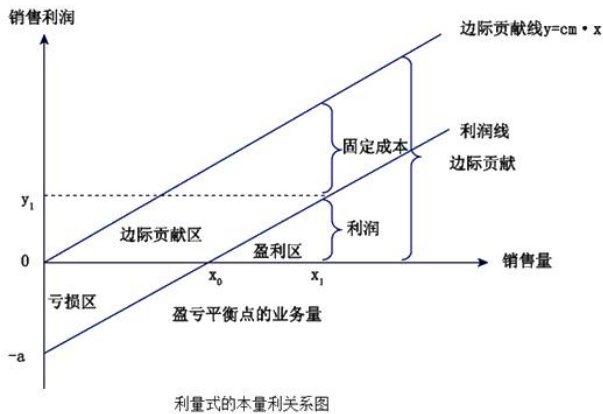 销售利润
边际贡献线y=cm·x
利润线
固定成本
边际贡献
y₁
边际贡献区
利润
盈利区
0
销售量
x₀
x₁
亏损区
盈亏平衡点的业务量
-a
利量式的本量利关系图